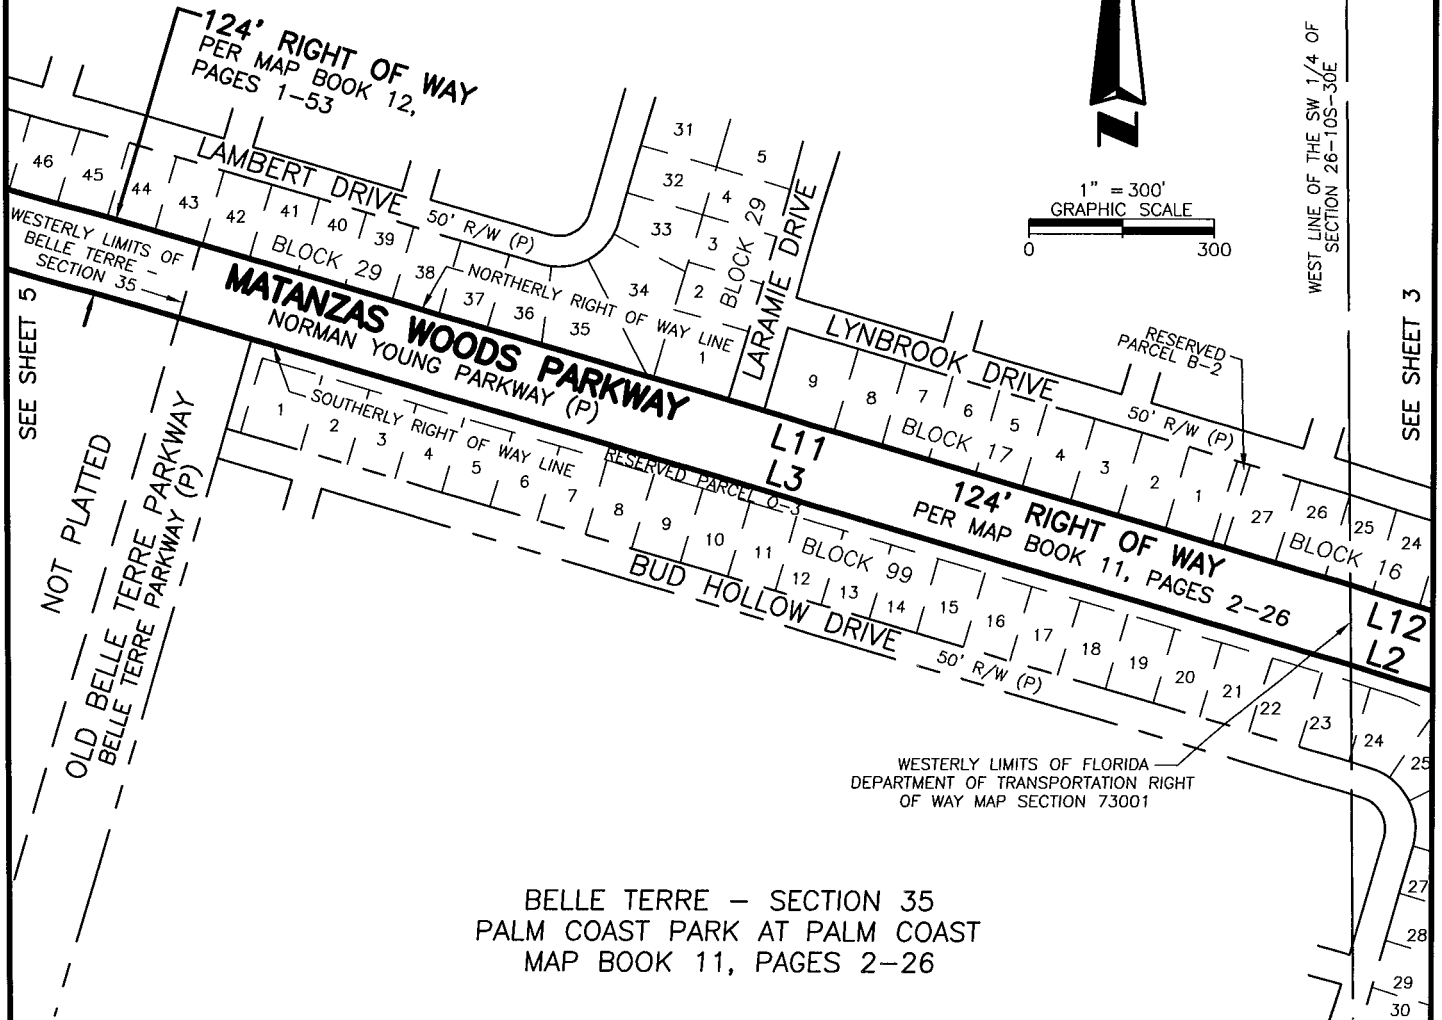 124' RIGHT OF WAY
PER MAP BOOK 12,
PAGES 1-53
WEST LINE OF THE SW 1/4 OF
SECTION 26-10S-30E
N
1" = 300'
GRAPHIC SCALE
0 300
LAMBERT DRIVE
50' R/W (P)
46
45
44
43
42
41
40
39
38
37
36
35
34
33
32
31
BLOCK 29
5
4
3
2
1
BLOCK 29
LARAMIE DRIVE
WESTERLY LIMITS OF
BELLE TERRE -
SECTION 35
NORTHERLY RIGHT OF WAY LINE
MATANZAS WOODS PARKWAY
NORMAN YOUNG PARKWAY (P)
SEE SHEET 5
SEE SHEET 3
LYNBROOK DRIVE
50' R/W (P)
RESERVED
PARCEL B-2
9
8
7
6
5
4
3
2
1
BLOCK 17
27
26
25
24
BLOCK 16
L11
L3
124' RIGHT OF WAY
PER MAP BOOK 11, PAGES 2-26
L12
L2
SOUTHERLY RIGHT OF WAY LINE
RESERVED PARCEL O-3
1
2
3
4
5
6
7
8
9
10
11
12
13
14
15
16
17
18
19
20
21
22
23
24
25
27
28
29
30
BLOCK 99
BUD HOLLOW DRIVE
50' R/W (P)
NOT PLATTED
OLD BELLE TERRE PARKWAY
BELLE TERRE PARKWAY (P)
WESTERLY LIMITS OF FLORIDA
DEPARTMENT OF TRANSPORTATION RIGHT
OF WAY MAP SECTION 73001
BELLE TERRE - SECTION 35
PALM COAST PARK AT PALM COAST
MAP BOOK 11, PAGES 2-26